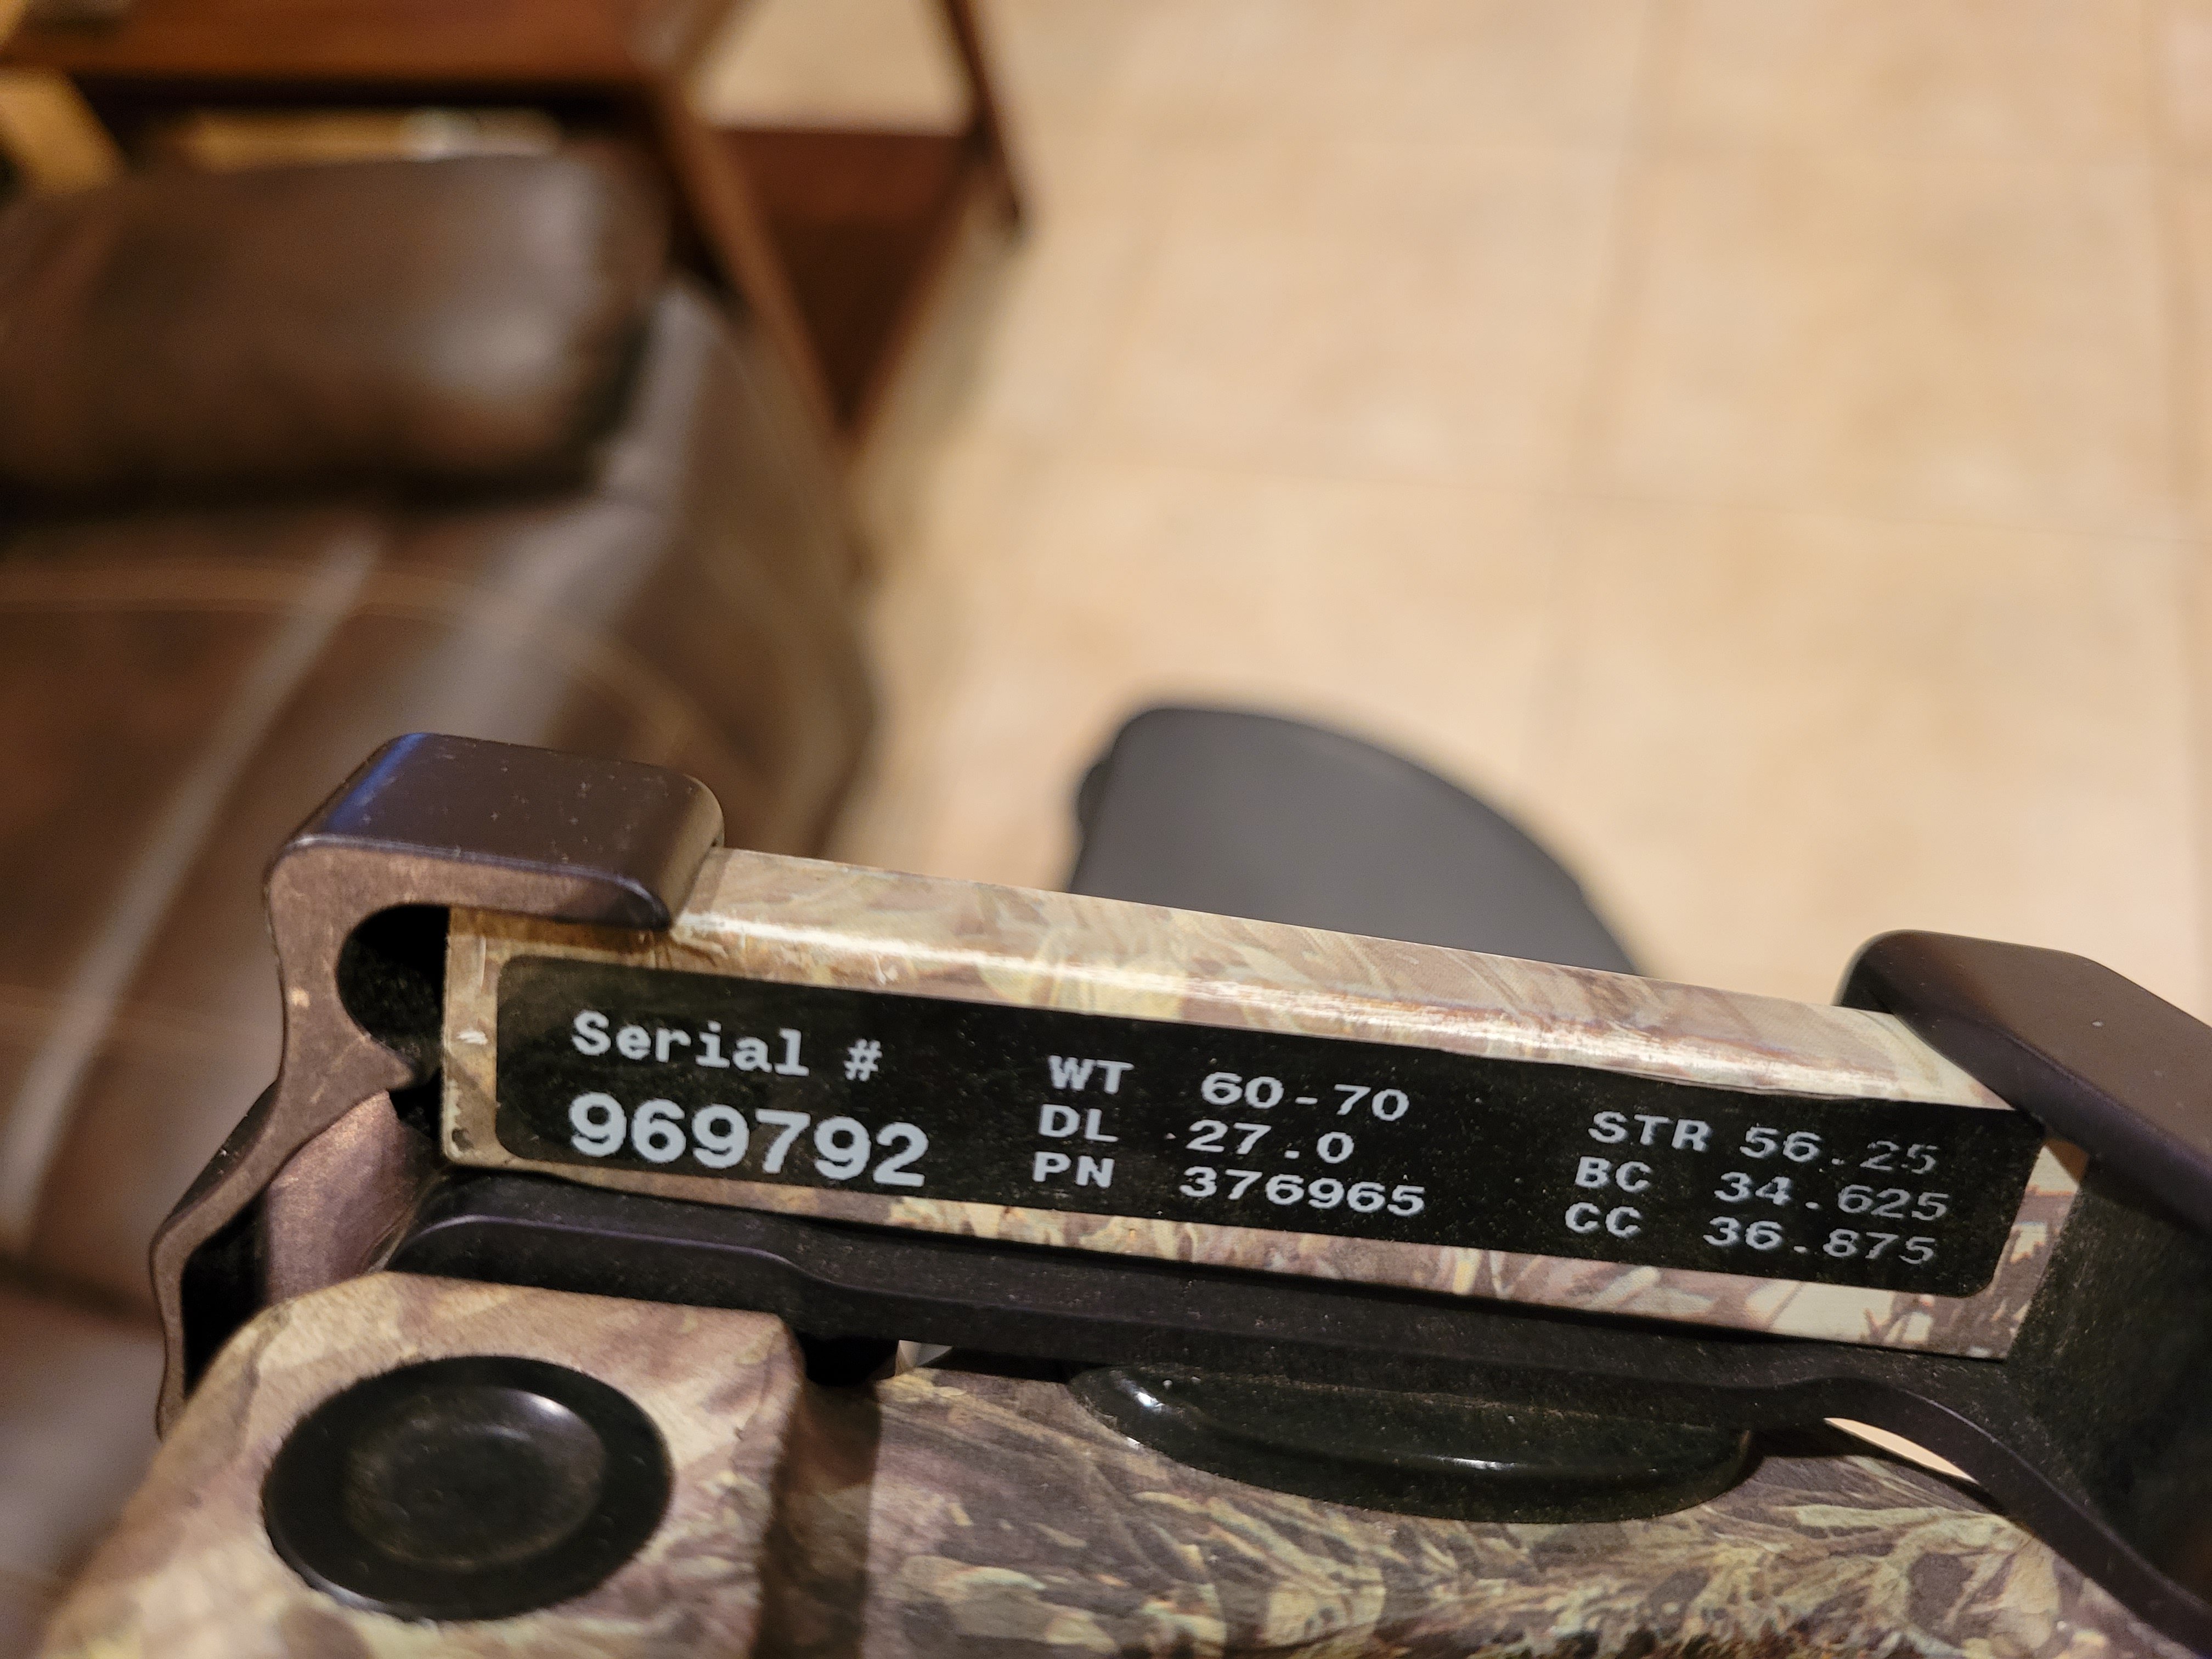 Serial #
969792
WT 60-70
DL 27.0
PN 376965
STR 56.25
BC 34.625
CC 36.875